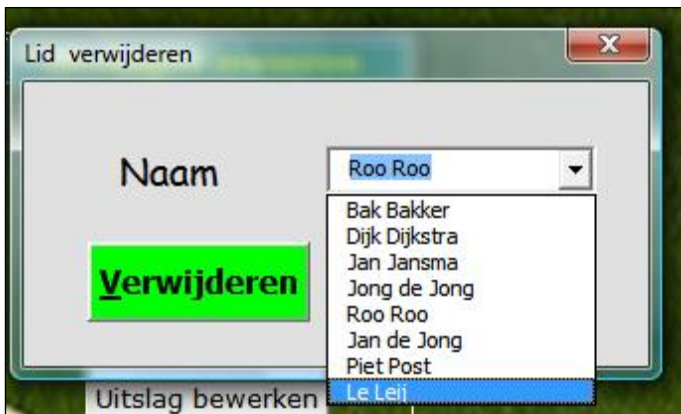 Lid verwijderen
Naam
Roo Roo
Bak Bakker
Dijk Dijkstra
Jan Jansma
Jong de Jong
Roo Roo
Jan de Jong
Piet Post
Le Leij
Verwijderen
Uitslag bewerken